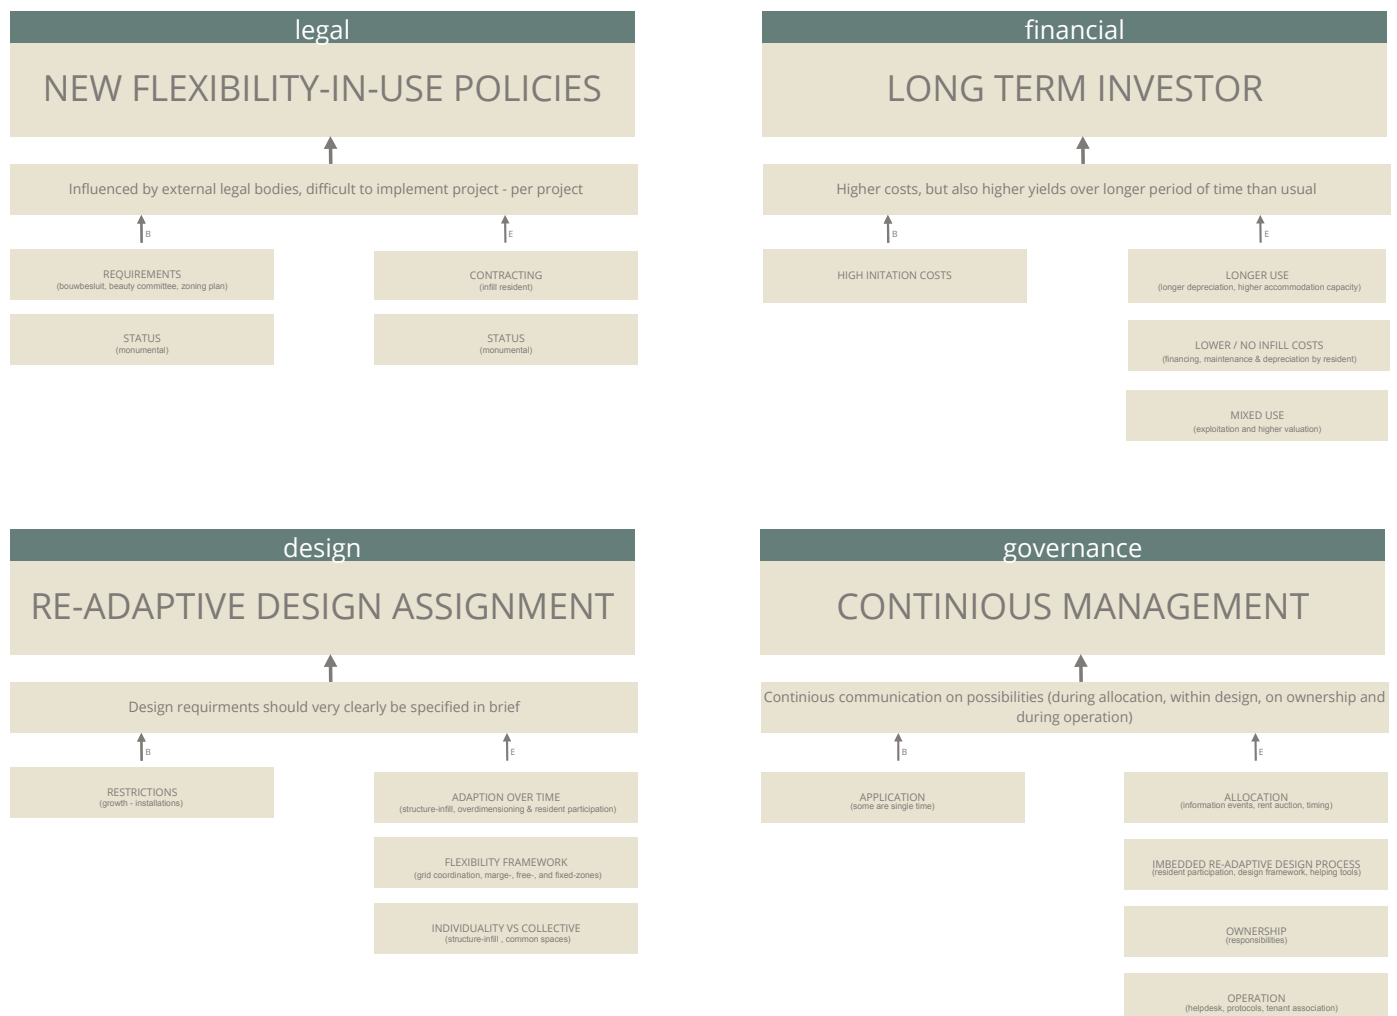 legal
NEW FLEXIBILITY-IN-USE POLICIES
Influenced by external legal bodies, difficult to implement project - per project
B
E
REQUIREMENTS
(bouwbesluit, beauty committee, zoning plan)
CONTRACTING
(infill resident)
STATUS
(monumental)
STATUS
(monumental)
financial
LONG TERM INVESTOR
Higher costs, but also higher yields over longer period of time than usual
B
E
HIGH INITATION COSTS
LONGER USE
(longer depreciation, higher accommodation capacity)
LOWER / NO INFILL COSTS
(financing, maintenance & depreciation by resident)
MIXED USE
(exploitation and higher valuation)
design
RE-ADAPTIVE DESIGN ASSIGNMENT
Design requirments should very clearly be specified in brief
B
E
RESTRICTIONS
(growth - installations)
ADAPTION OVER TIME
(structure-infill, overdimensioning & resident participation)
FLEXIBILITY FRAMEWORK
(grid coordination, marge-, free-, and fixed-zones)
INDIVIDUALITY VS COLLECTIVE
(structure-infill , common spaces)
governance
CONTINIOUS MANAGEMENT
Continious communication on possibilities (during allocation, within design, on ownership and
during operation)
B
E
APPLICATION
(some are single time)
ALLOCATION
(information events, rent auction, timing)
IMBEDDED RE-ADAPTIVE DESIGN PROCESS
(resident participation, design framework, helping tools)
OWNERSHIP
(responsibilities)
OPERATION
(helpdesk, protocols, tenant association)